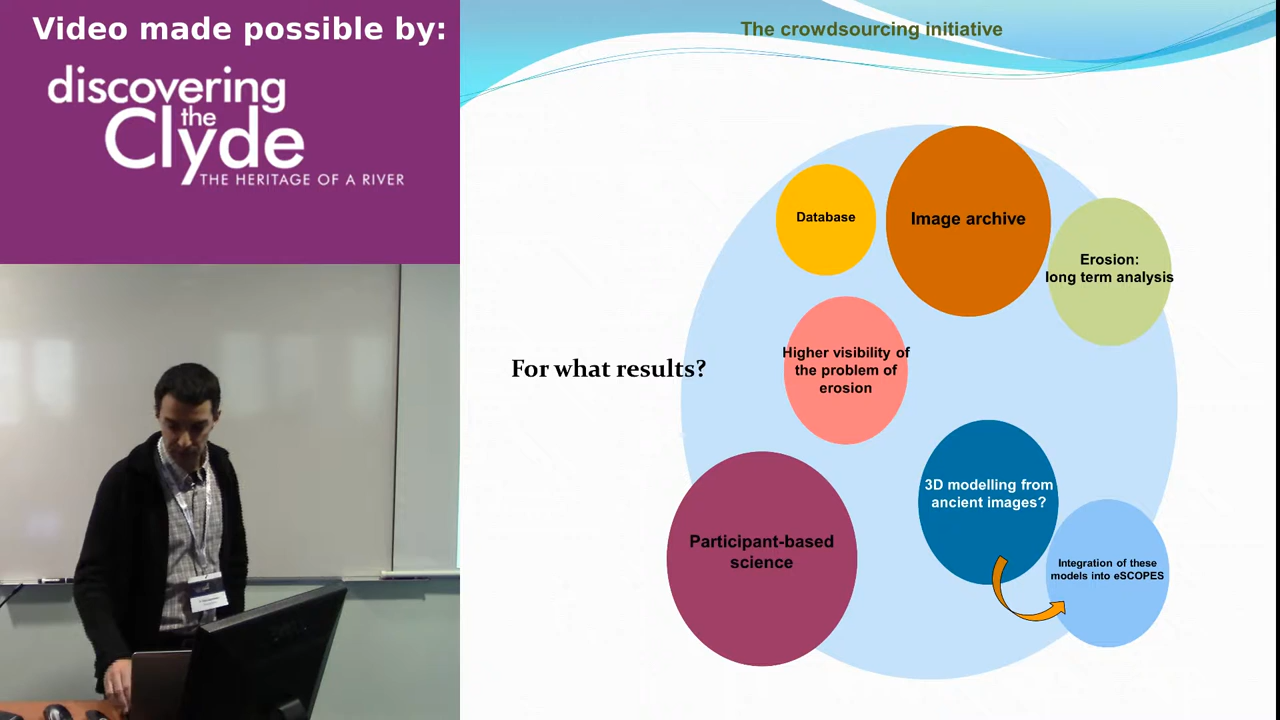 Video made possible by:
discovering
the
Clyde
THE HERITAGE OF A RIVER
The crowdsourcing initiative
Database
Image archive
Erosion:
long term analysis
For what results?
Higher visibility of
the problem of
erosion
3D modelling from
ancient images?
Participant-based
science
Integration of these
models into eSCOPES